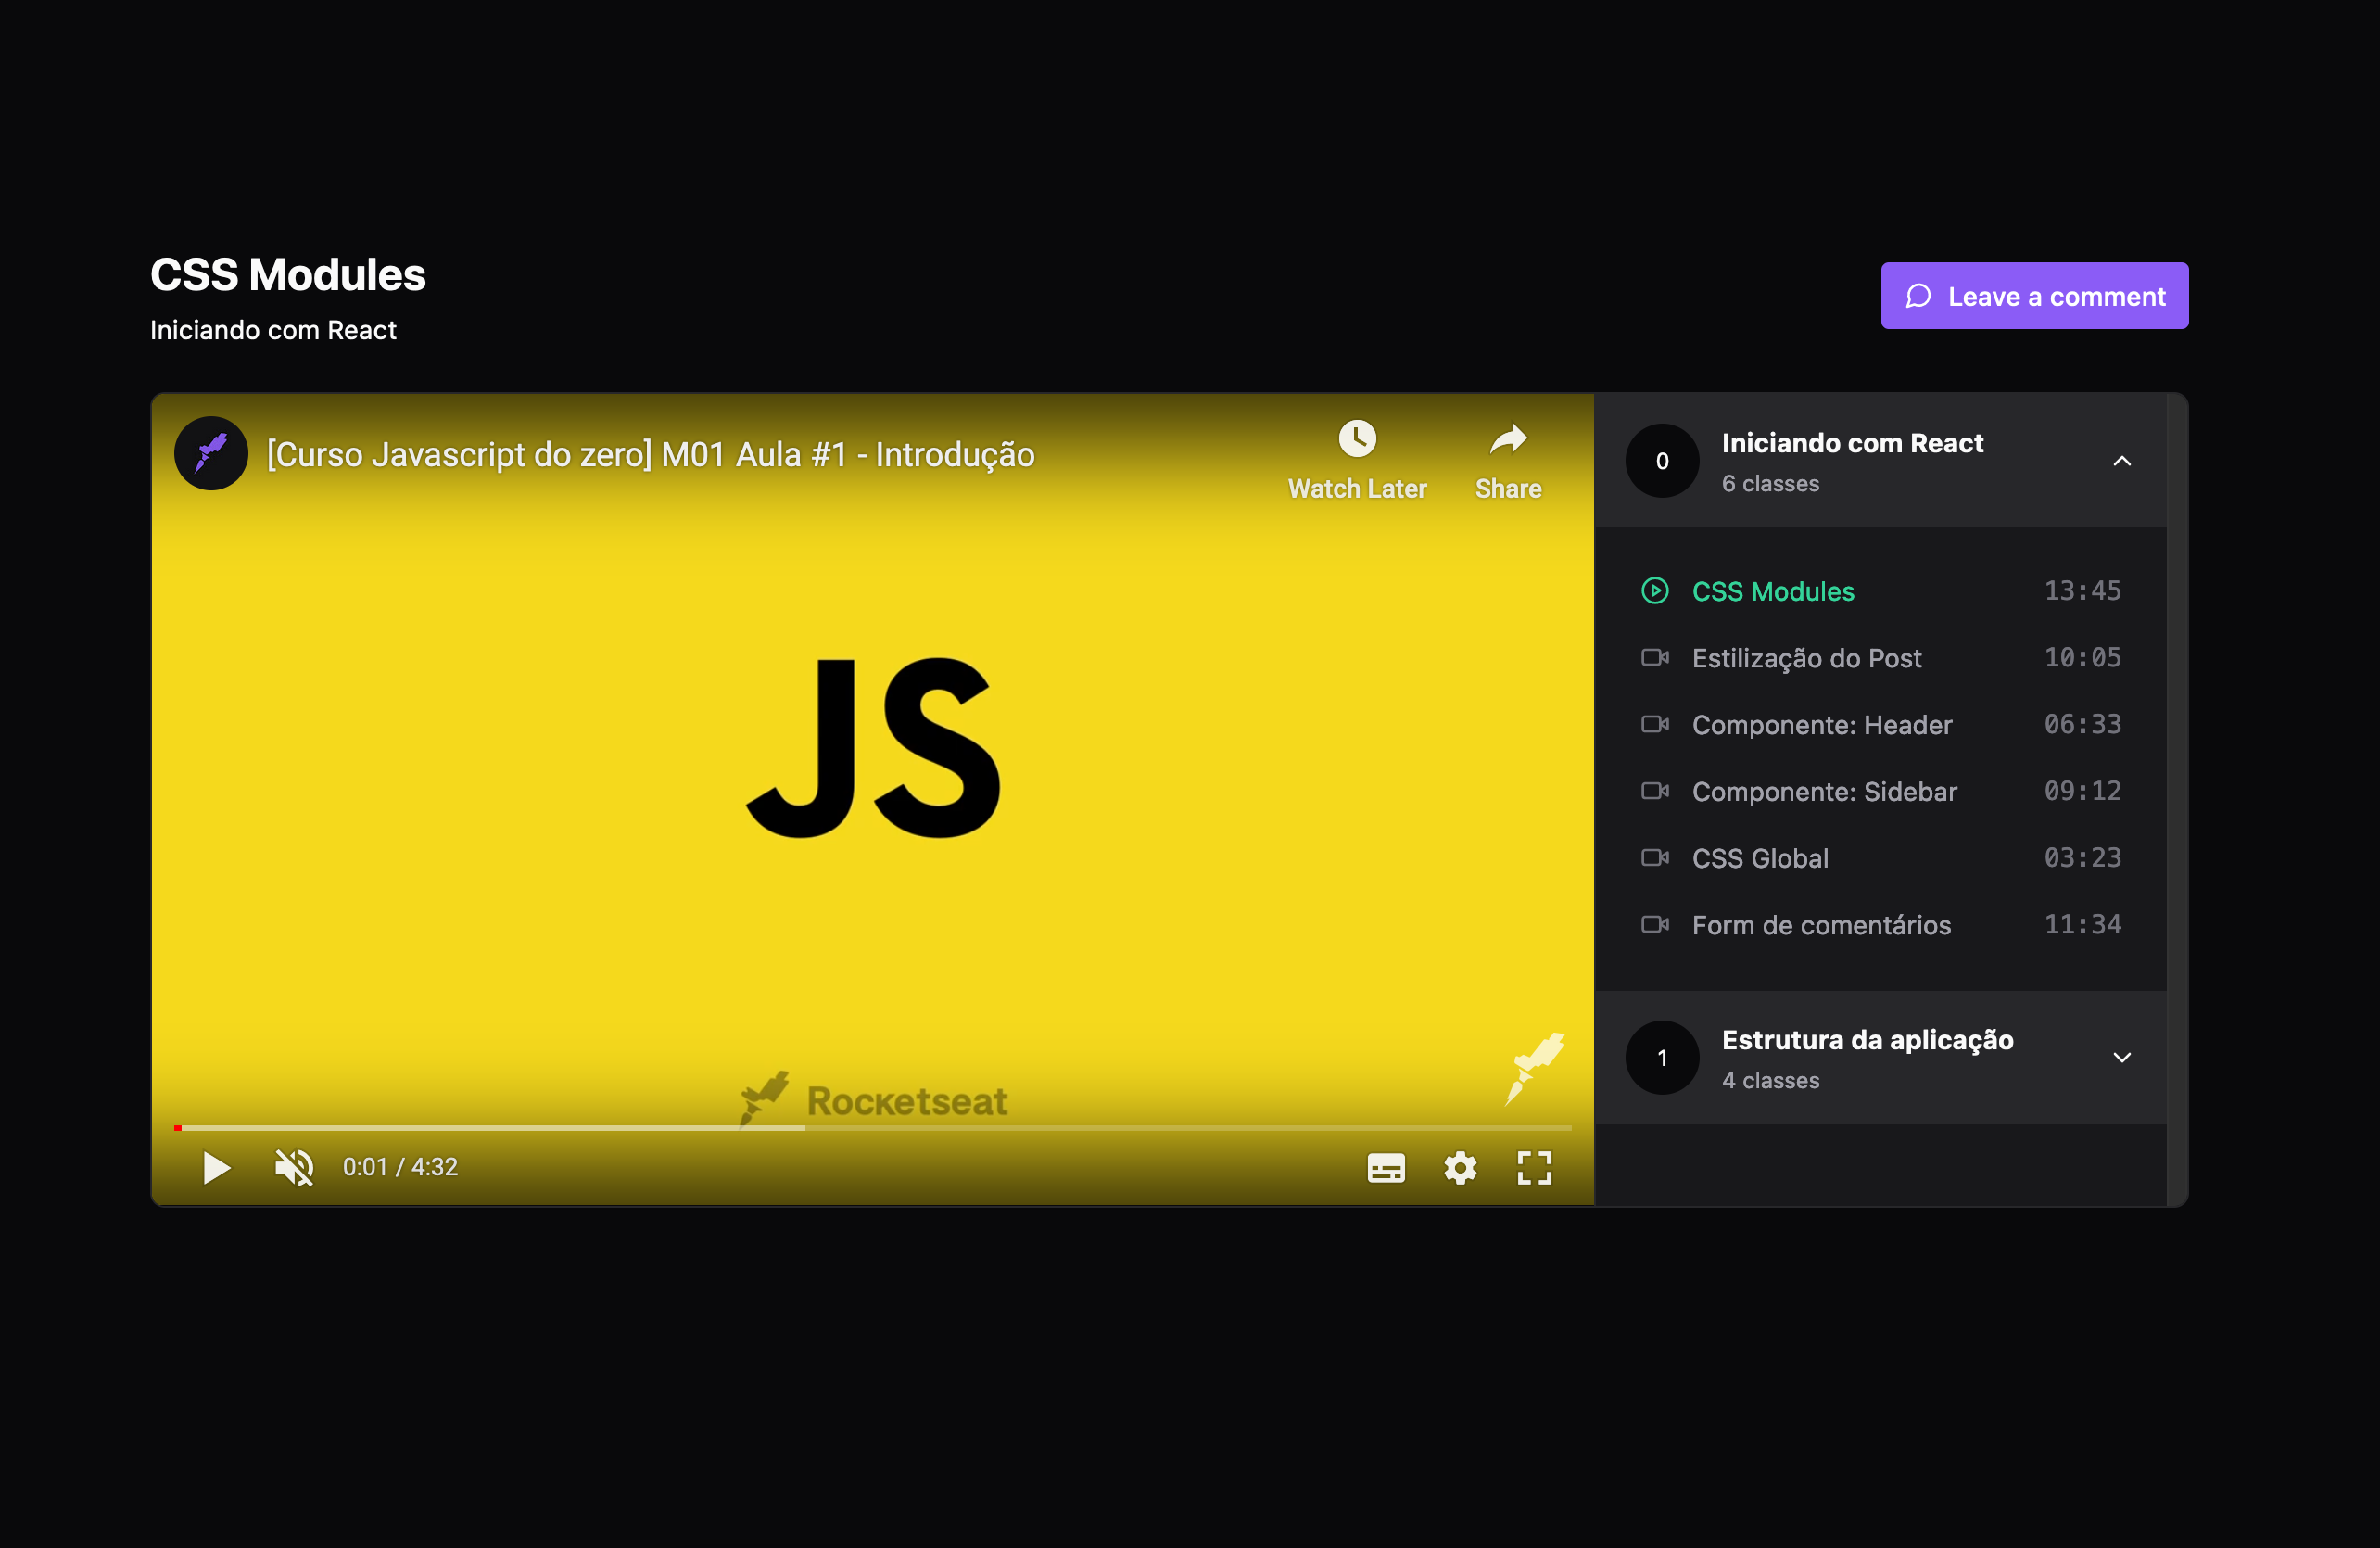 CSS Modules
Iniciando com React
Leave a comment
[Curso Javascript do zero] M01 Aula #1 - Introdução
Watch Later
Share
JS
Rocketseat
0:01 / 4:32
0
Iniciando com React
6 classes
CSS Modules 13:45
Estilização do Post 10:05
Componente: Header 06:33
Componente: Sidebar 09:12
CSS Global 03:23
Form de comentários 11:34
1
Estrutura da aplicação
4 classes